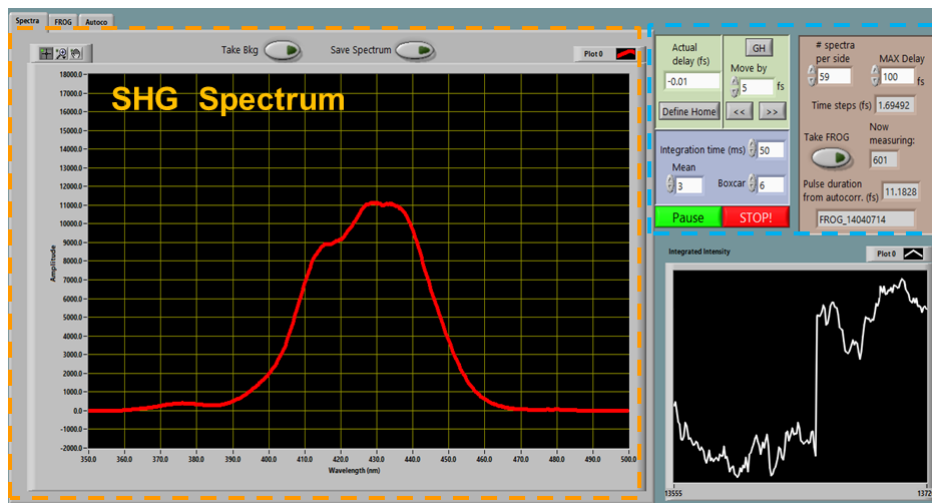 Spectra FROG Autoco
Take Bkg Save Spectrum Plot 0
SHG Spectrum
Amplitude
18000.0
17000.0
16000.0
15000.0
14000.0
13000.0
12000.0
11000.0
10000.0
9000.0
8000.0
7000.0
6000.0
5000.0
4000.0
3000.0
2000.0
1000.0
0.0
-1000.0
-2000.0
350.0 360.0 370.0 380.0 390.0 400.0 410.0 420.0 430.0 440.0 450.0 460.0 470.0 480.0 490.0 500.0
Wavelength (nm)
Actual
delay (fs)
-0.01
Define Home
GH
Move by
5 fs
<< >>
Integration time (ms) 50
Mean
3
Boxcar 6
Pause STOP!
# spectra
per side
59
MAX Delay
100 fs
Time steps (fs) 1.69492
Take FROG
Now
measuring:
601
Pulse duration
from autocorr. (fs) 11.1828
FROG_14040714
Integrated Intensity Plot 0
13555 1372